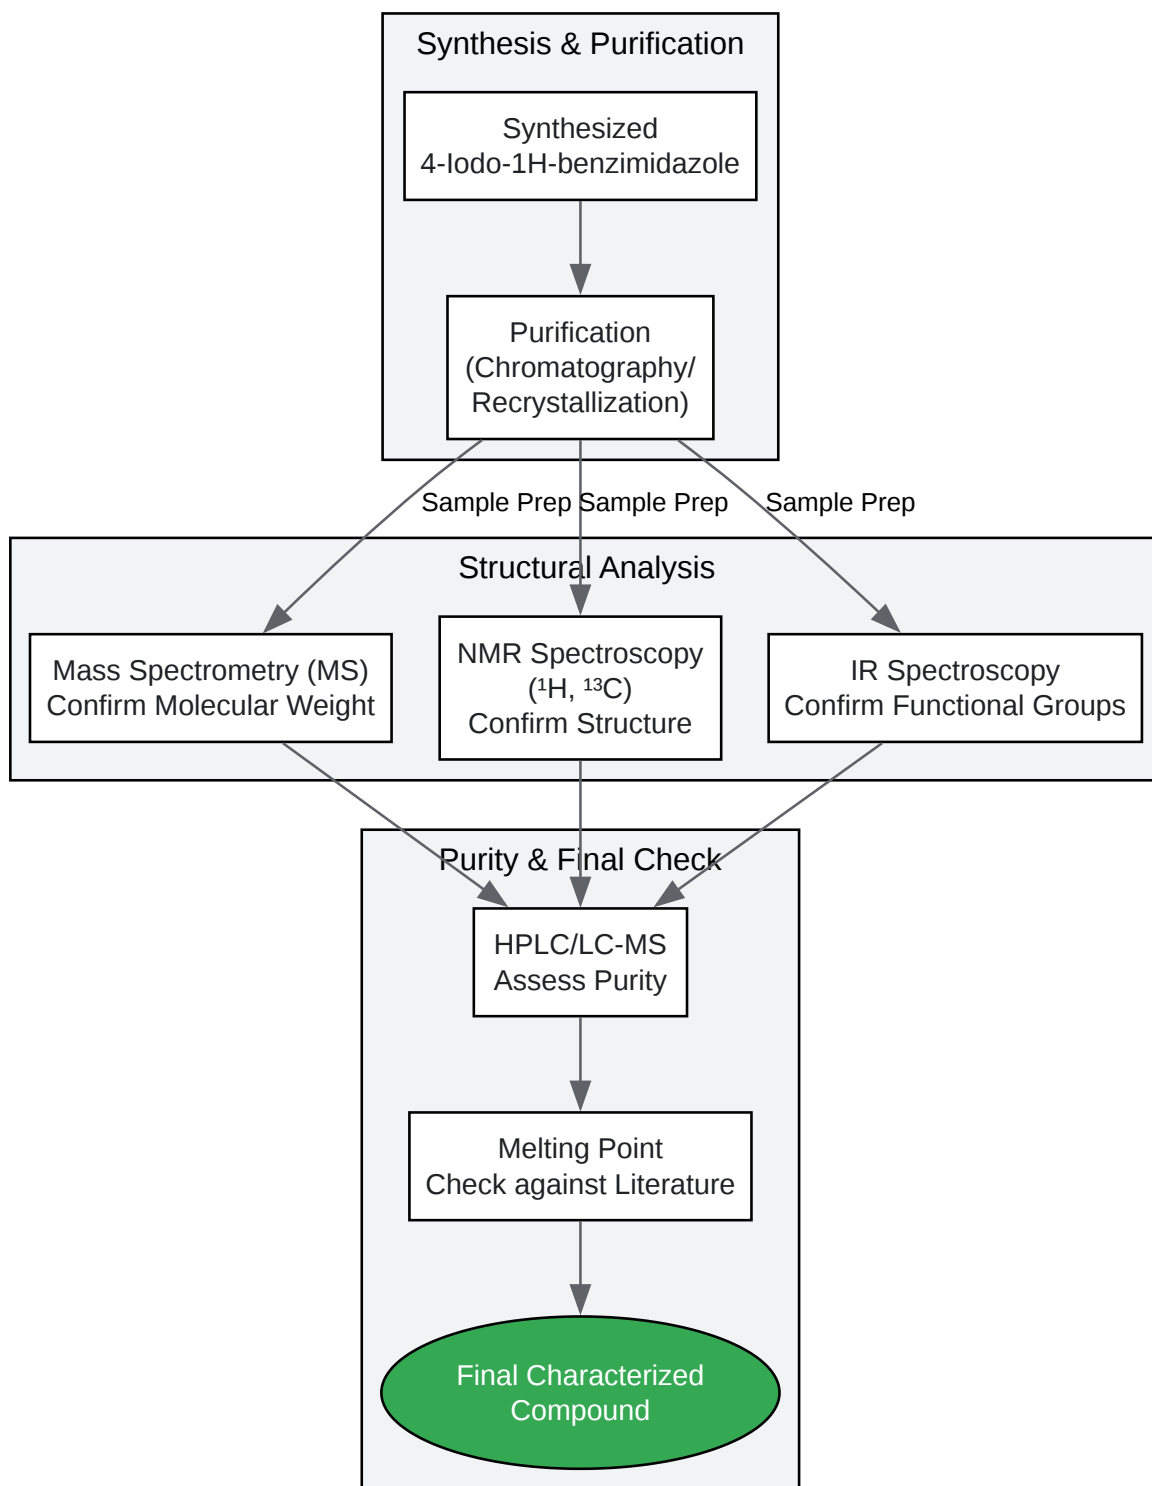 Synthesis & Purification
Synthesized
4-Iodo-1H-benzimidazole
Purification
(Chromatography/
Recrystallization)
Sample Prep
Sample Prep
Sample Prep
Structural Analysis
Mass Spectrometry (MS)
Confirm Molecular Weight
NMR Spectroscopy
(¹H, ¹³C)
Confirm Structure
IR Spectroscopy
Confirm Functional Groups
Purity & Final Check
HPLC/LC-MS
Assess Purity
Melting Point
Check against Literature
Final Characterized
Compound